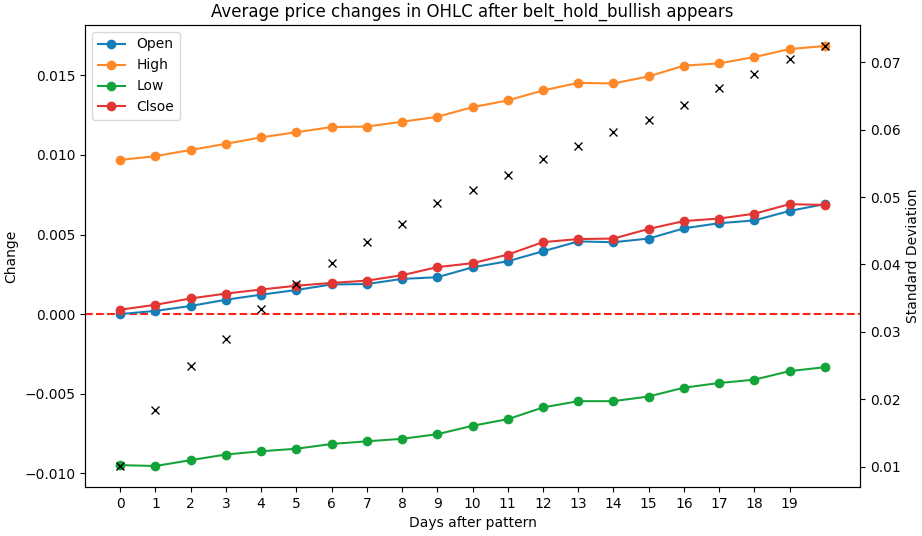 Average price changes in OHLC after belt_hold_bullish appears
Open
High
Low
Clsoe
0.015
0.010
0.005
0.000
−0.005
−0.010
Change
0.07
0.06
0.05
0.04
0.03
0.02
0.01
Standard Deviation
0 1 2 3 4 5 6 7 8 9 10 11 12 13 14 15 16 17 18 19
Days after pattern